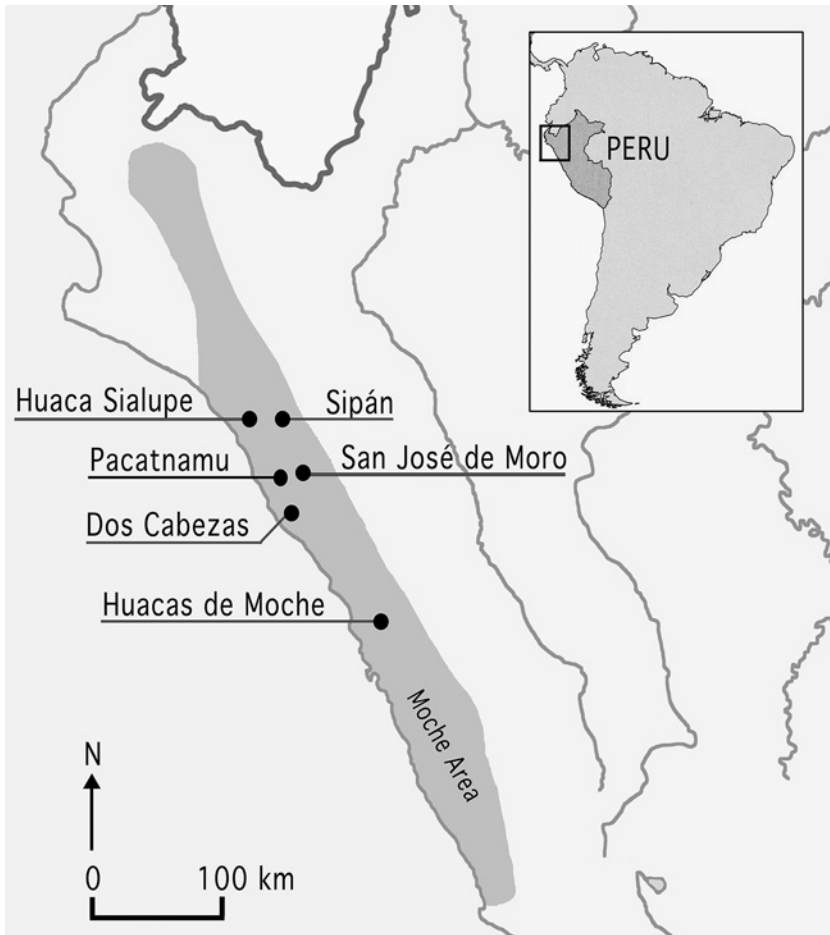 PERU
Huaca Sialupe
Sipán
Pacatnamu
San José de Moro
Dos Cabezas
Huacas de Moche
Moche Area
N
0 100 km